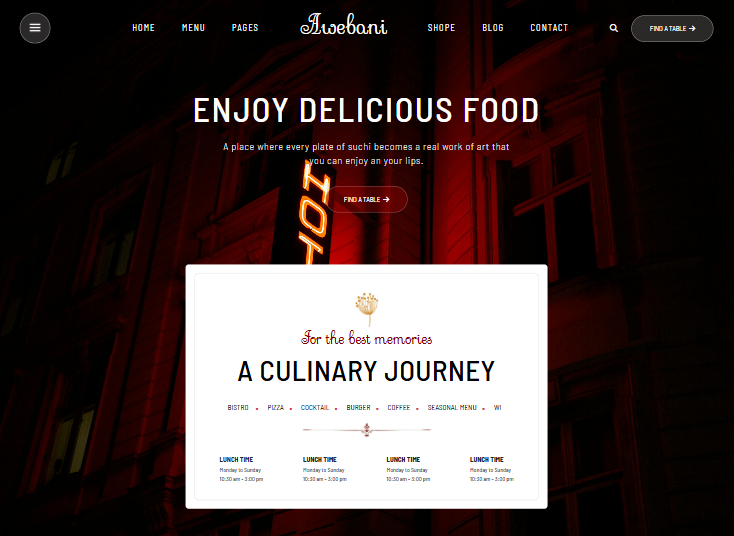 HOME MENU PAGES Awebani SHOPE BLOG CONTACT FIND A TABLE
ENJOY DELICIOUS FOOD
A place where every plate of suchi becomes a real work of art that
you can enjoy an your lips.
FIND A TABLE
HOT
For the best memories
A CULINARY JOURNEY
BISTRO PIZZA COCKTAIL BURGER COFFEE SEASONAL MENU WI
LUNCH TIME LUNCH TIME LUNCH TIME LUNCH TIME
Monday to Sunday Monday to Sunday Monday to Sunday Monday to Sunday
10:30 am - 3:00 pm 10:30 am - 3:00 pm 10:30 am - 3:00 pm 10:30 am - 3:00 pm